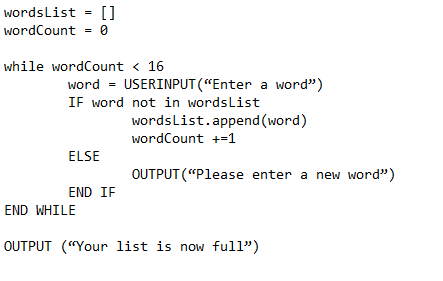 wordsList = []
wordCount = 0
while wordCount < 16
word = USERINPUT(“Enter a word”)
IF word not in wordsList
wordsList.append(word)
wordCount +=1
ELSE
OUTPUT(“Please enter a new word”)
END IF
END WHILE
OUTPUT (“Your list is now full”)